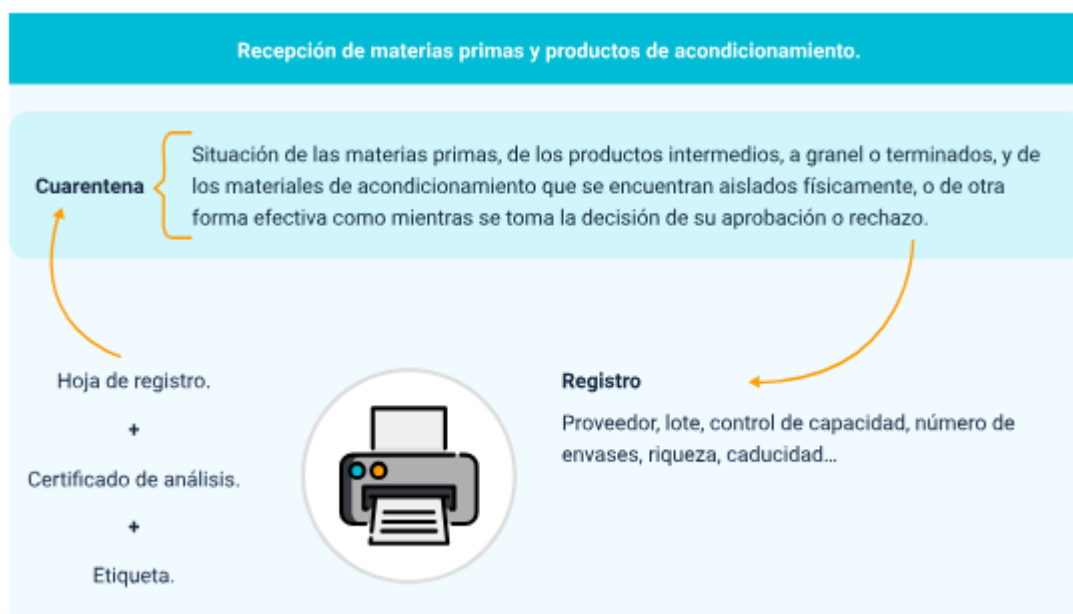 Recepción de materias primas y productos de acondicionamiento.
Cuarentena
Situación de las materias primas, de los productos intermedios, a granel o terminados, y de
los materiales de acondicionamiento que se encuentran aislados físicamente, o de otra
forma efectiva como mientras se toma la decisión de su aprobación o rechazo.
Hoja de registro.
+
Certificado de análisis.
+
Etiqueta.
Registro
Proveedor, lote, control de capacidad, número de
envases, riqueza, caducidad...